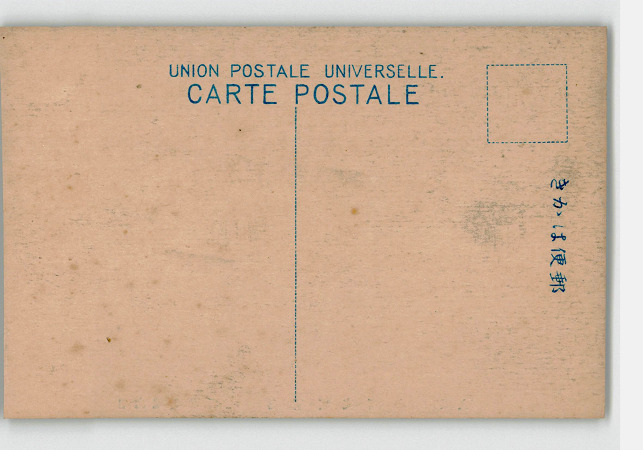 UNION POSTALE UNIVERSELLE.
CARTE POSTALE
郵便はかき